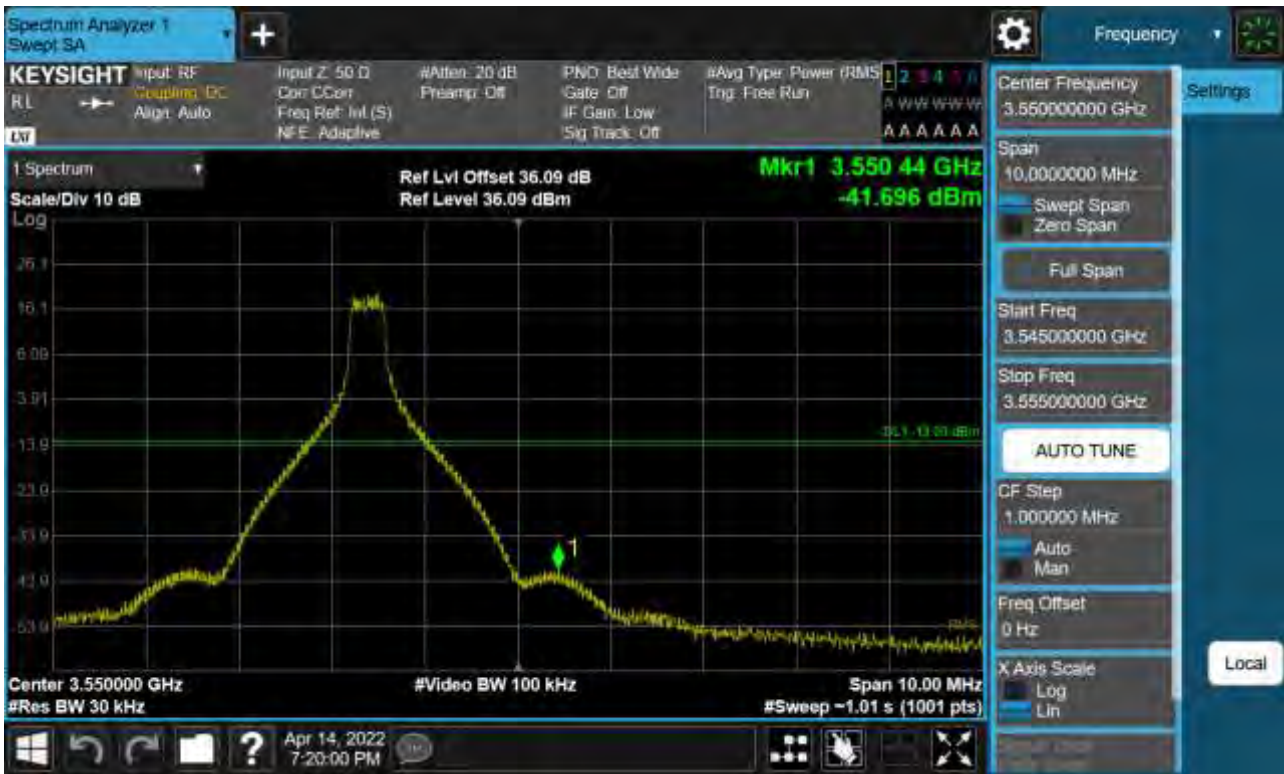 Spectrum Analyzer 1
Swept SA
+
Frequency
KEYSIGHT
RL
Input: RF
Coupling: DC
Align: Auto
Input Z: 50 Ω
Corr CCorr
Freq Ref: Int (S)
NFE: Adaptive
#Atten: 20 dB
Preamp: Off
PNO: Best Wide
Gate: Off
IF Gain: Low
Sig Track: Off
#Avg Type: Power (RMS
Trig: Free Run
1 2 3 4 5 6
A W W W W W
A A A A A A
1 Spectrum
Scale/Div 10 dB
Log
Ref Lvl Offset 36.09 dB
Ref Level 36.09 dBm
Mkr1 3.550 44 GHz
-41.696 dBm
26.1
16.1
6.09
-3.91
-13.9
-23.9
-33.9
-43.9
-53.9
DL1 -13.00 dBm
1
RMS
Center 3.550000 GHz
#Res BW 30 kHz
#Video BW 100 kHz
Span 10.00 MHz
#Sweep ~1.01 s (1001 pts)
Center Frequency
3.550000000 GHz
Settings
Span
10.0000000 MHz
Swept Span
Zero Span
Full Span
Start Freq
3.545000000 GHz
Stop Freq
3.555000000 GHz
AUTO TUNE
CF Step
1.000000 MHz
Auto
Man
Freq Offset
0 Hz
X Axis Scale
Log
Lin
Local
?
Apr 14, 2022
7:20:00 PM